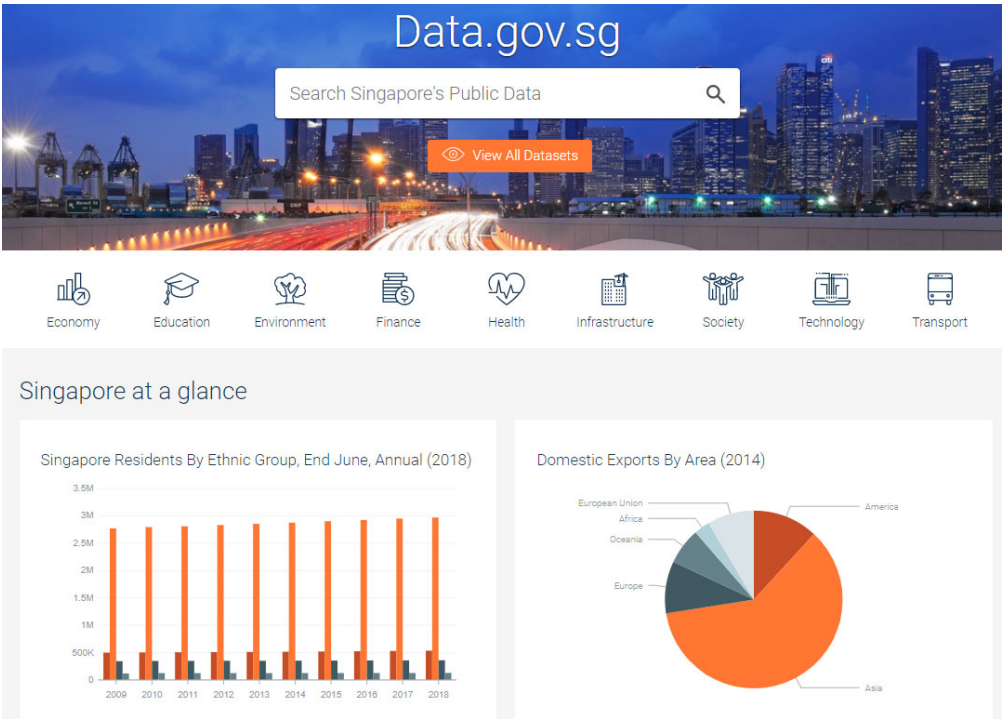 Data.gov.sg
Search Singapore's Public Data
View All Datasets
Economy
Education
Environment
Finance
Health
Infrastructure
Society
Technology
Transport
Singapore at a glance
Singapore Residents By Ethnic Group, End June, Annual (2018)
3.5M
3M
2.5M
2M
1.5M
1M
500K
0
2009 2010 2011 2012 2013 2014 2015 2016 2017 2018
Domestic Exports By Area (2014)
European Union
Africa
Oceania
Europe
America
Asia
citi